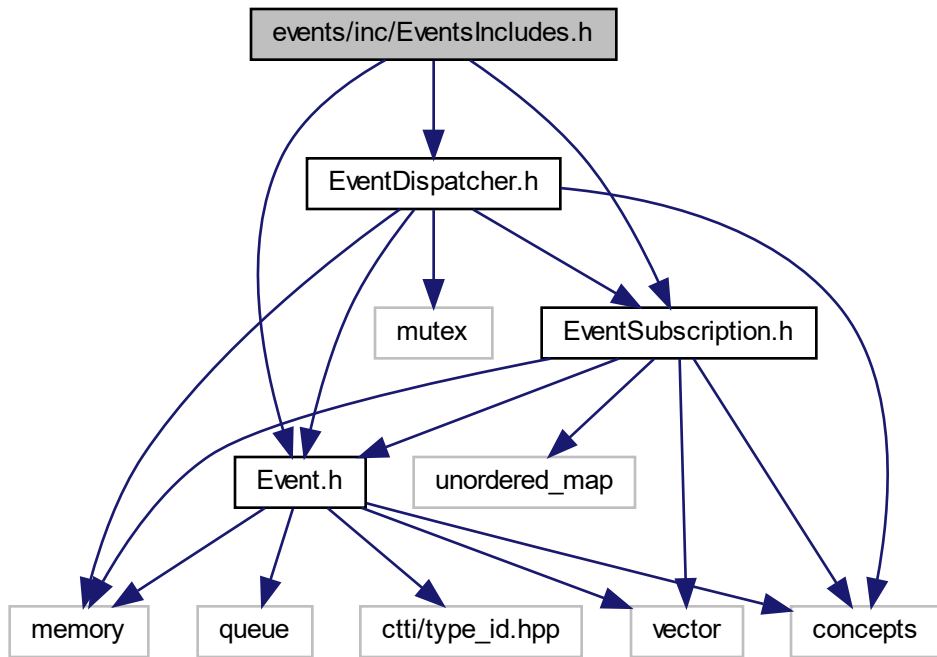 events/inc/EventsIncludes.h
EventDispatcher.h
mutex
EventSubscription.h
Event.h
unordered_map
memory
queue
ctti/type_id.hpp
vector
concepts